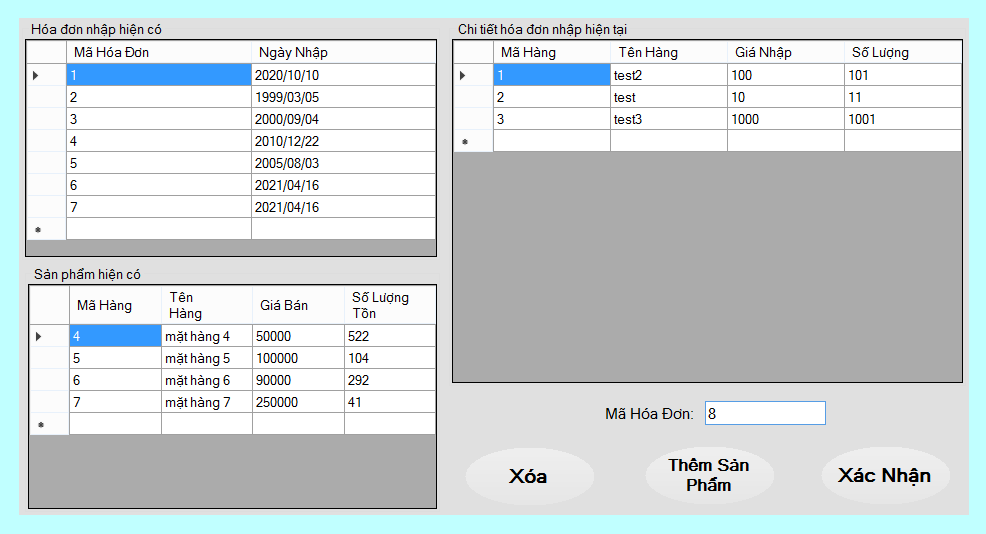 Hóa đơn nhập hiện có
Mã Hóa Đơn Ngày Nhập
1 2020/10/10
2 1999/03/05
3 2000/09/04
4 2010/12/22
5 2005/08/03
6 2021/04/16
7 2021/04/16
Sản phẩm hiện có
Mã Hàng Tên Hàng Giá Bán Số Lượng Tồn
4 mặt hàng 4 50000 522
5 mặt hàng 5 100000 104
6 mặt hàng 6 90000 292
7 mặt hàng 7 250000 41
Chi tiết hóa đơn nhập hiện tại
Mã Hàng Tên Hàng Giá Nhập Số Lượng
1 test2 100 101
2 test 10 11
3 test3 1000 1001
Mã Hóa Đơn: 8
Xóa
Thêm Sản
Phẩm
Xác Nhận